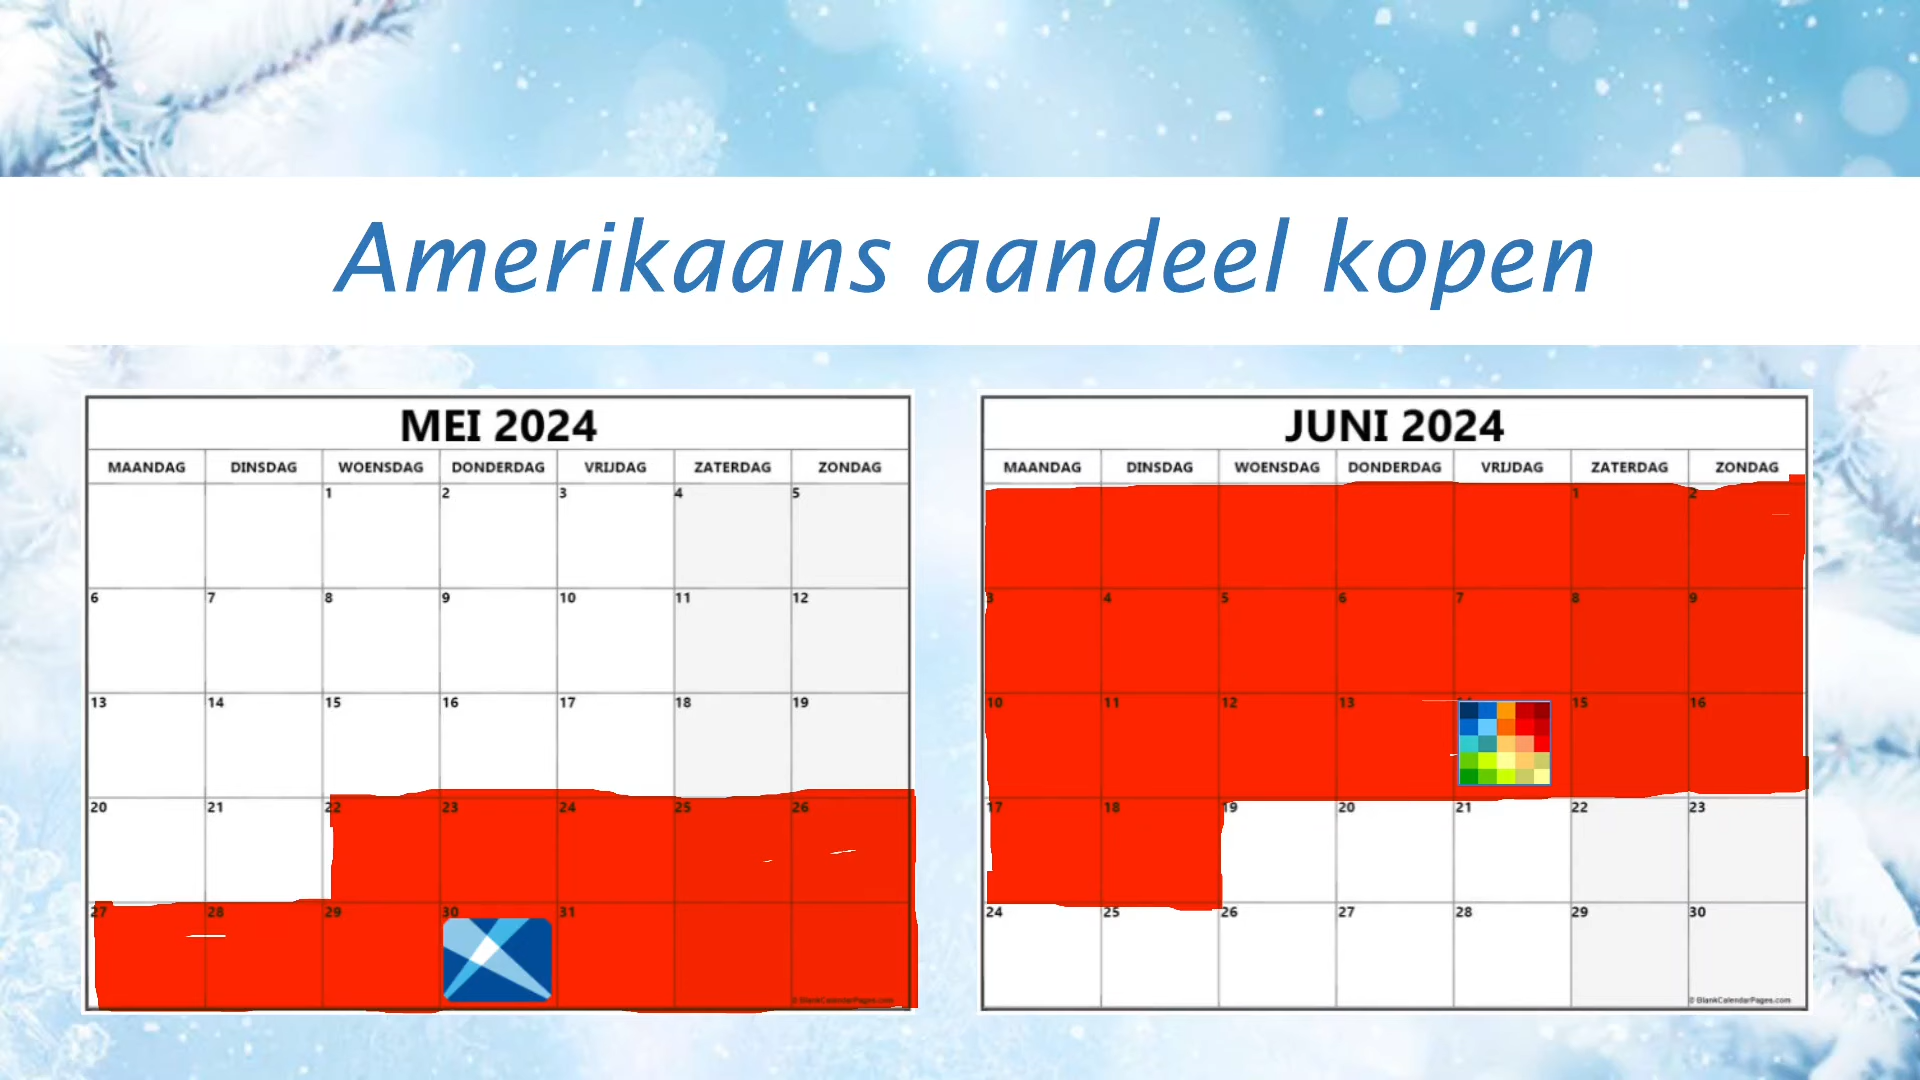 Amerikaans aandeel kopen
MEI 2024
MAANDAG DINSDAG WOENSDAG DONDERDAG VRIJDAG ZATERDAG ZONDAG
1 2 3 4 5
6 7 8 9 10 11 12
13 14 15 16 17 18 19
20 21 22 23 24 25 26
27 28 29 30 31
© BlankCalendarPages.com
JUNI 2024
MAANDAG DINSDAG WOENSDAG DONDERDAG VRIJDAG ZATERDAG ZONDAG
1 2
3 4 5 6 7 8 9
10 11 12 13 15 16
17 18 19 20 21 22 23
24 25 26 27 28 29 30
© BlankCalendarPages.com